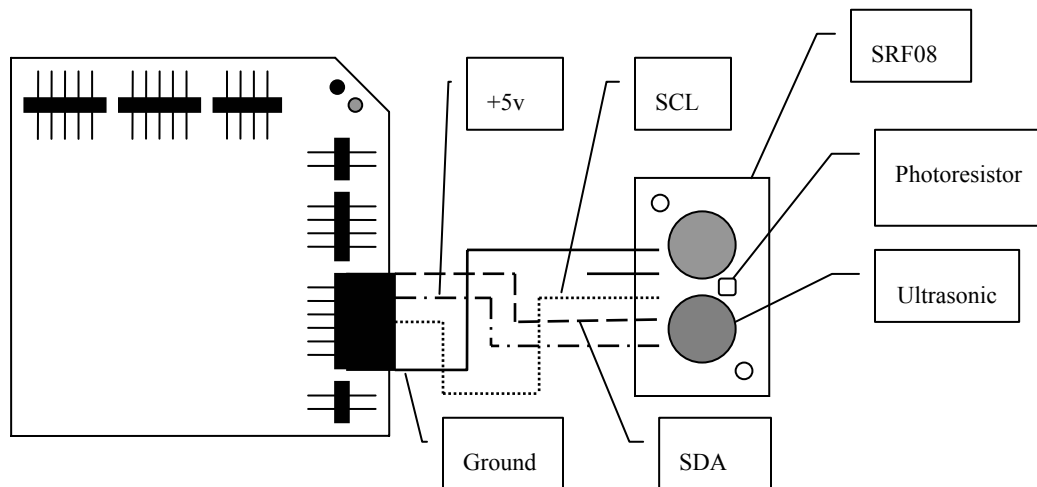 SRF08
+5v
SCL
Photoresistor
Ultrasonic
Ground
SDA